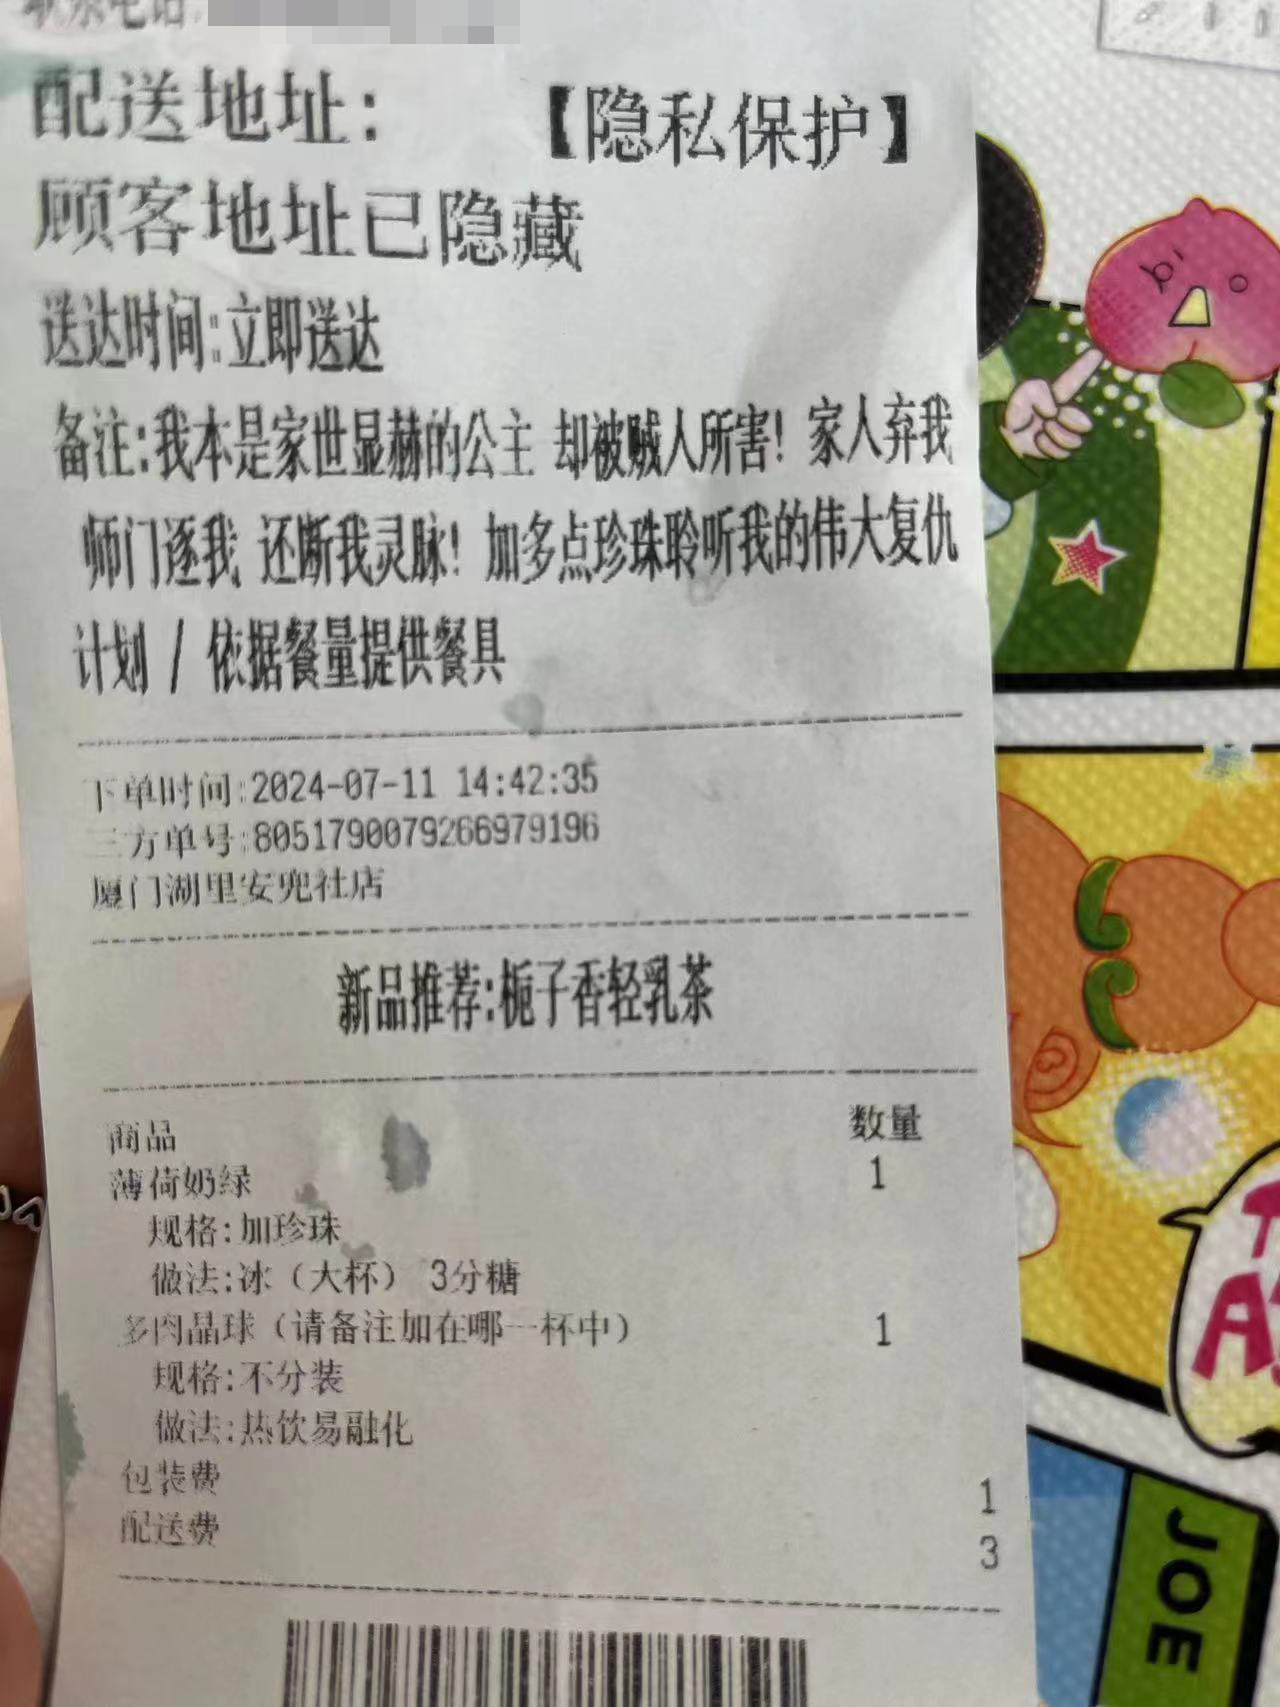 联系电话:
配送地址: 【隐私保护】
顾客地址已隐藏
送达时间:立即送达
备注:我本是家世显赫的公主 却被贼人所害! 家人弃我
师门逐我, 还断我灵脉! 加多点珍珠聆听我的伟大复仇
计划 / 依据餐量提供餐具
下单时间:2024-07-11 14:42:35
三方单号:8051790079266979196
厦门湖里安兜社店
新品推荐:栀子香轻乳茶
商品 数量
薄荷奶绿 1
规格:加珍珠
做法:冰（大杯） 3分糖
多肉晶球（请备注加在哪一杯中） 1
规格:不分装
做法:热饮易融化
包装费 1
配送费 3
bi
JOE